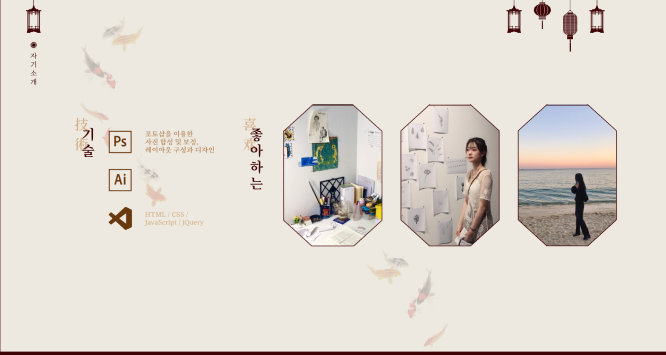 자기소개
技術
기술
Ps
포토샵을 이용한
사진 합성 및 보정,
레이아웃 구성과 디자인
Ai
HTML / CSS /
JavaScript / jQuery
喜
좋아하는